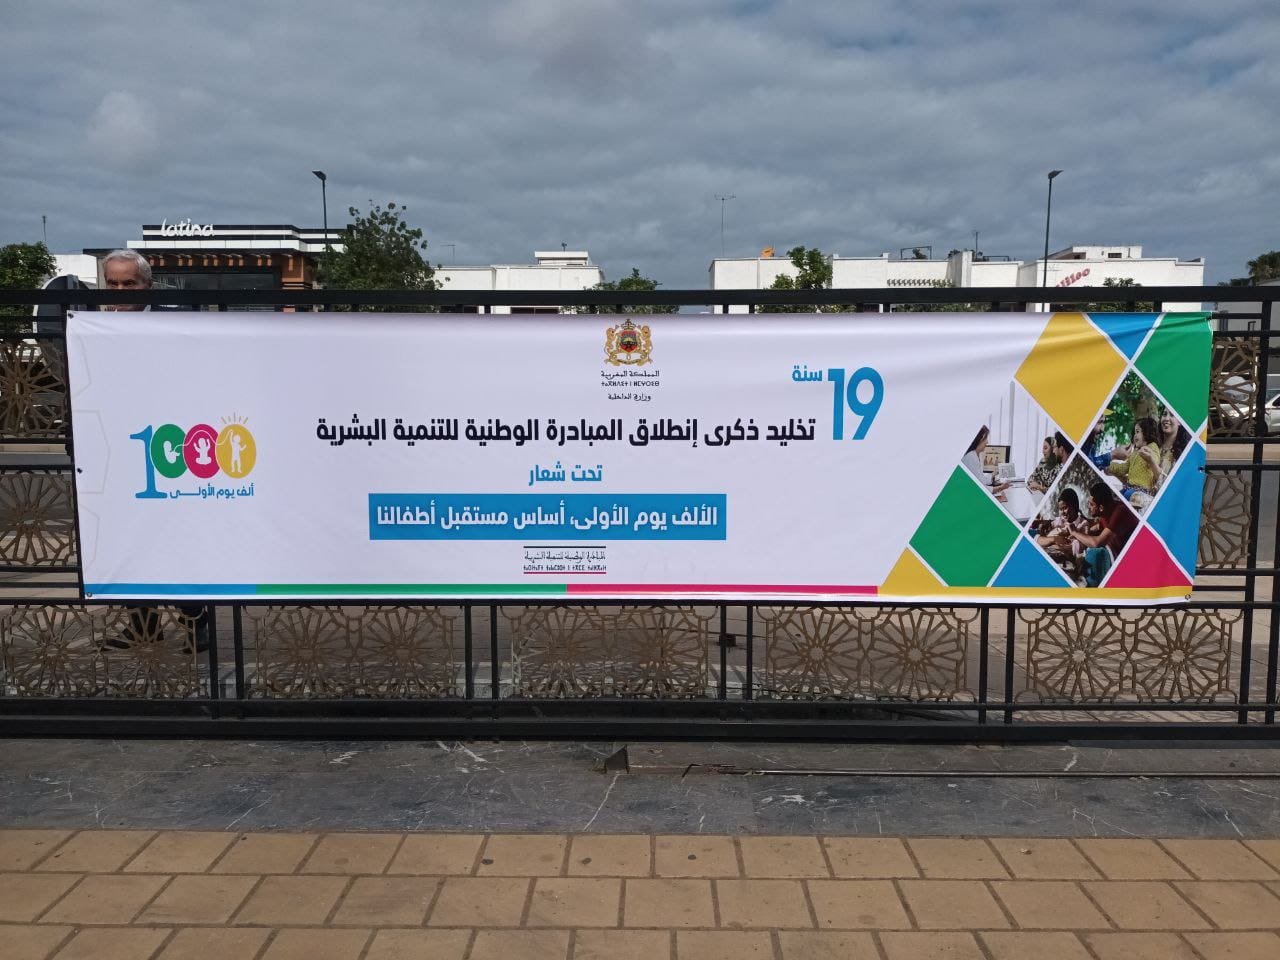 latina
galileo
المملكة المغربية
ⵜⴰⴳⵍⴷⵉⵜ ⵏ ⵍⵎⵖⵔⵉⴱ
وزارة الداخلية
19 سنة
تخليد ذكرى إنطلاق المبادرة الوطنية للتنمية البشرية
تحت شعار
الألف يوم الأولى، أساس مستقبل أطفالنا
المبادرة الوطنية للتنمية البشرية
1000
ألف يوم الأولى